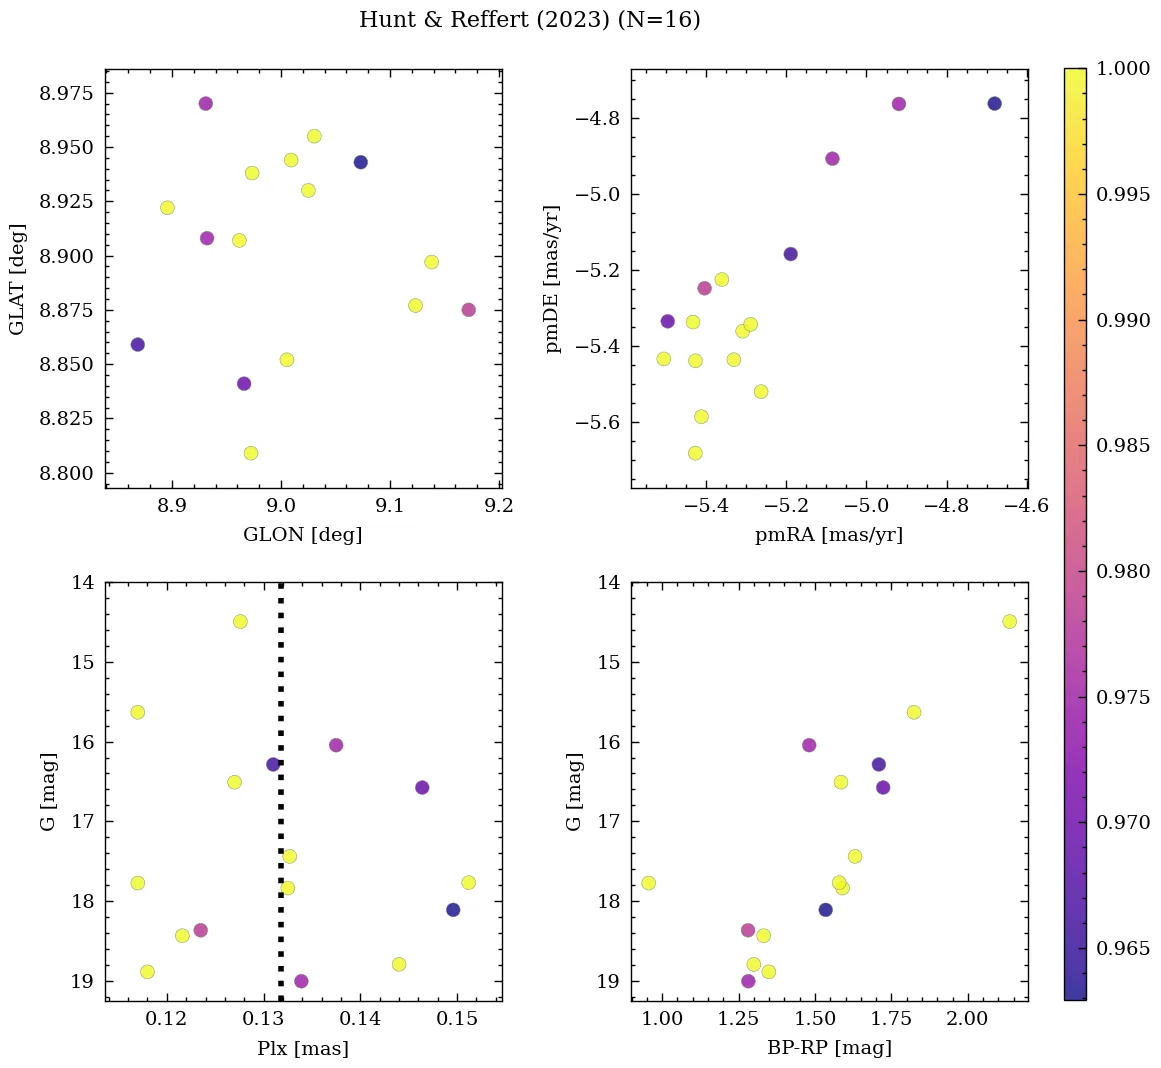 Hunt & Reffert (2023) (N=16)
8.975
8.950
8.925
8.900
8.875
8.850
8.825
8.800
GLAT [deg]
8.9 9.0 9.1 9.2
GLON [deg]
−4.8
−5.0
−5.2
−5.4
−5.6
pmDE [mas/yr]
−5.4 −5.2 −5.0 −4.8 −4.6
pmRA [mas/yr]
14
15
16
17
18
19
G [mag]
0.12 0.13 0.14 0.15
Plx [mas]
14
15
16
17
18
19
G [mag]
1.00 1.25 1.50 1.75 2.00
BP-RP [mag]
1.000
0.995
0.990
0.985
0.980
0.975
0.970
0.965